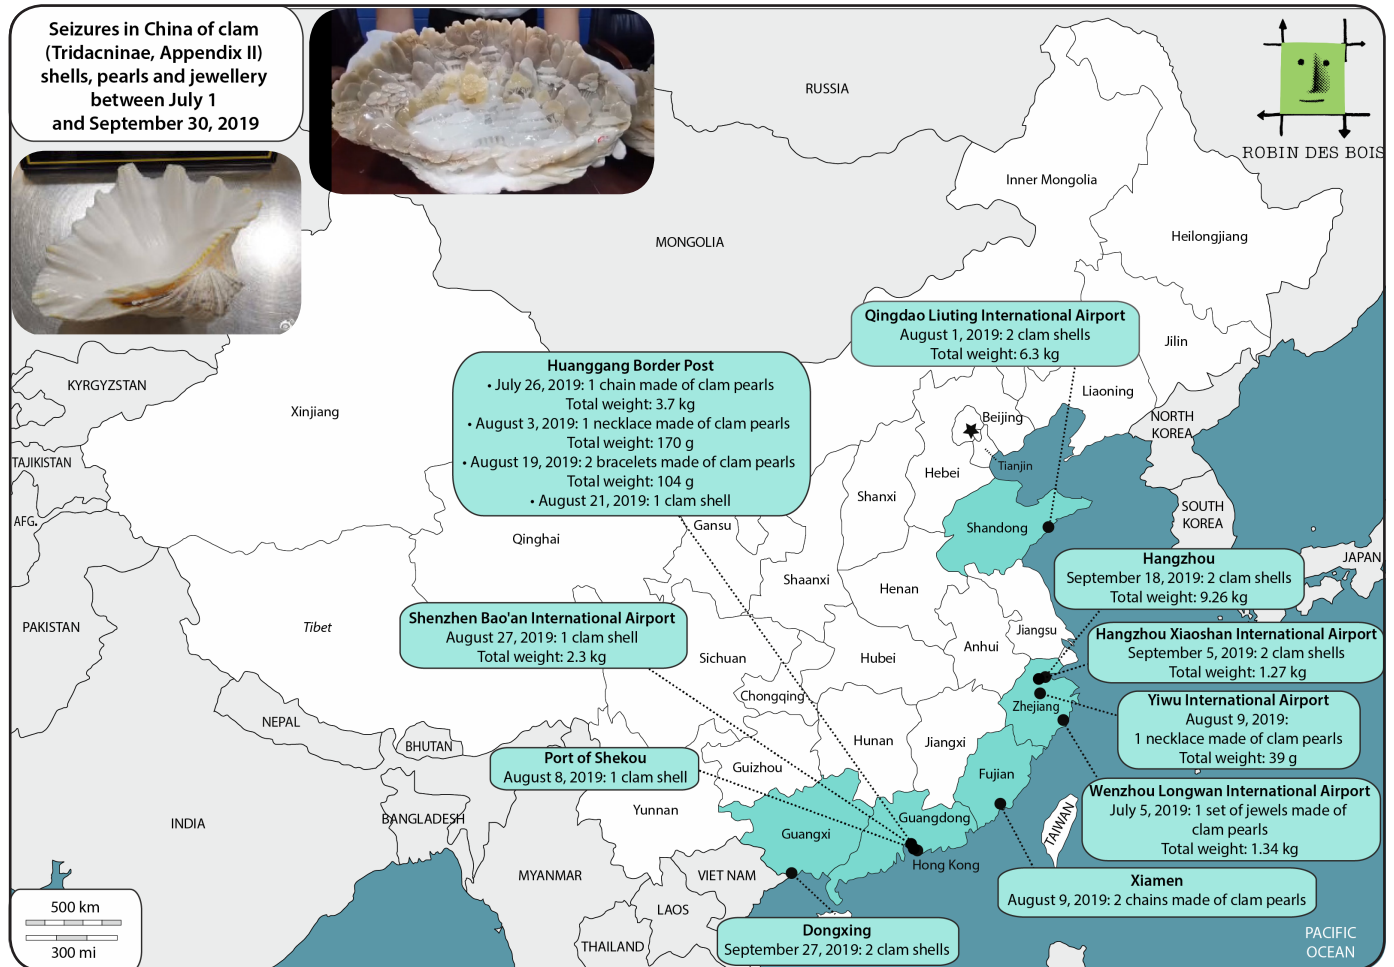 Seizures in China of clam
(Tridacninae, Appendix II)
shells, pearls and jewellery
between July 1
and September 30, 2019
ROBIN DES BOIS
RUSSIA
Inner Mongolia
Heilongjiang
MONGOLIA
Qingdao Liuting International Airport
August 1, 2019: 2 clam shells
Total weight: 6.3 kg
Jilin
Huanggang Border Post
• July 26, 2019: 1 chain made of clam pearls
Total weight: 3.7 kg
• August 3, 2019: 1 necklace made of clam pearls
Total weight: 170 g
• August 19, 2019: 2 bracelets made of clam pearls
Total weight: 104 g
• August 21, 2019: 1 clam shell
KYRGYZSTAN
Xinjiang
Liaoning
Beijing
NORTH
KOREA
TAJIKISTAN
Tianjin
Hebei
Shanxi
AFG.
Gansu
Qinghai
Shandong
SOUTH
KOREA
JAPAN
Hangzhou
September 18, 2019: 2 clam shells
Total weight: 9.26 kg
Shaanxi
Henan
PAKISTAN
Tibet
Shenzhen Bao'an International Airport
August 27, 2019: 1 clam shell
Total weight: 2.3 kg
Jiangsu
Anhui
Hangzhou Xiaoshan International Airport
September 5, 2019: 2 clam shells
Total weight: 1.27 kg
Sichuan
Hubei
Chongqing
Zhejiang
Yiwu International Airport
August 9, 2019:
1 necklace made of clam pearls
Total weight: 39 g
NEPAL
BHUTAN
Hunan
Jiangxi
Port of Shekou
August 8, 2019: 1 clam shell
Guizhou
Fujian
Wenzhou Longwan International Airport
July 5, 2019: 1 set of jewels made of
clam pearls
Total weight: 1.34 kg
Yunnan
INDIA
BANGLADESH
Guangxi
Guangdong
TAIWAN
Hong Kong
MYANMAR
VIET NAM
Xiamen
August 9, 2019: 2 chains made of clam pearls
LAOS
500 km
300 mi
THAILAND
Dongxing
September 27, 2019: 2 clam shells
PACIFIC
OCEAN